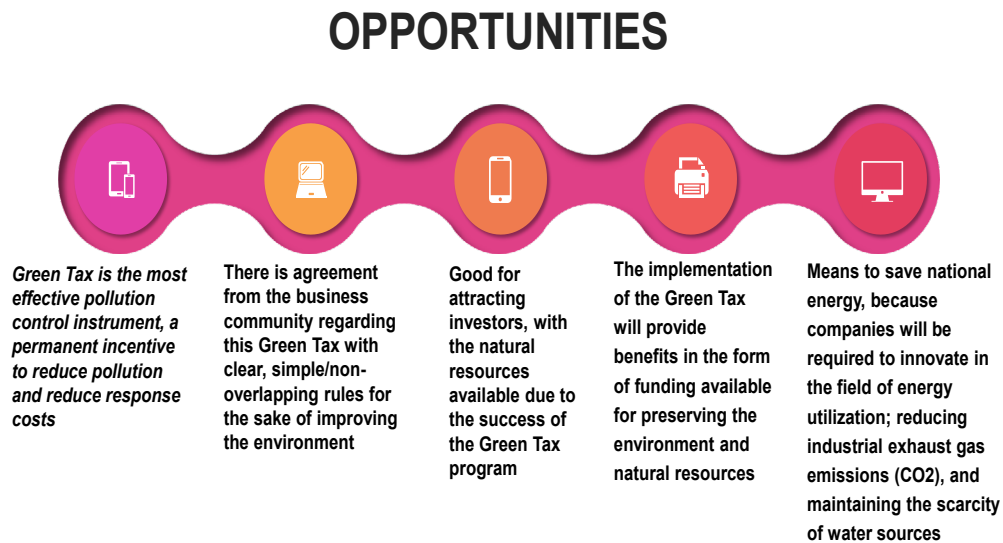 OPPORTUNITIES
Green Tax is the most
effective pollution
control instrument, a
permanent incentive
to reduce pollution
and reduce response
costs
There is agreement
from the business
community regarding
this Green Tax with
clear, simple/non-
overlapping rules for
the sake of improving
the environment
Good for
attracting
investors, with
the natural
resources
available due to
the success of
the Green Tax
program
The implementation
of the Green Tax
will provide
benefits in the form
of funding available
for preserving the
environment and
natural resources
Means to save national
energy, because
companies will be
required to innovate in
the field of energy
utilization; reducing
industrial exhaust gas
emissions (CO2), and
maintaining the scarcity
of water sources